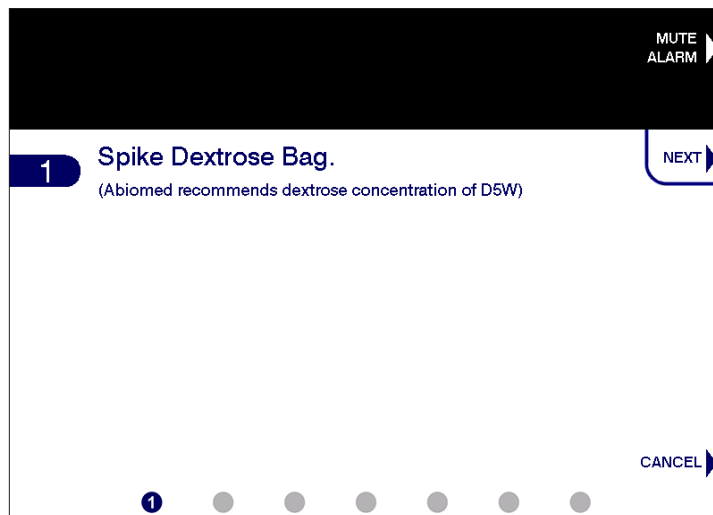 MUTE
ALARM
1 Spike Dextrose Bag.
NEXT
(Abiomed recommends dextrose concentration of D5W)
CANCEL
1